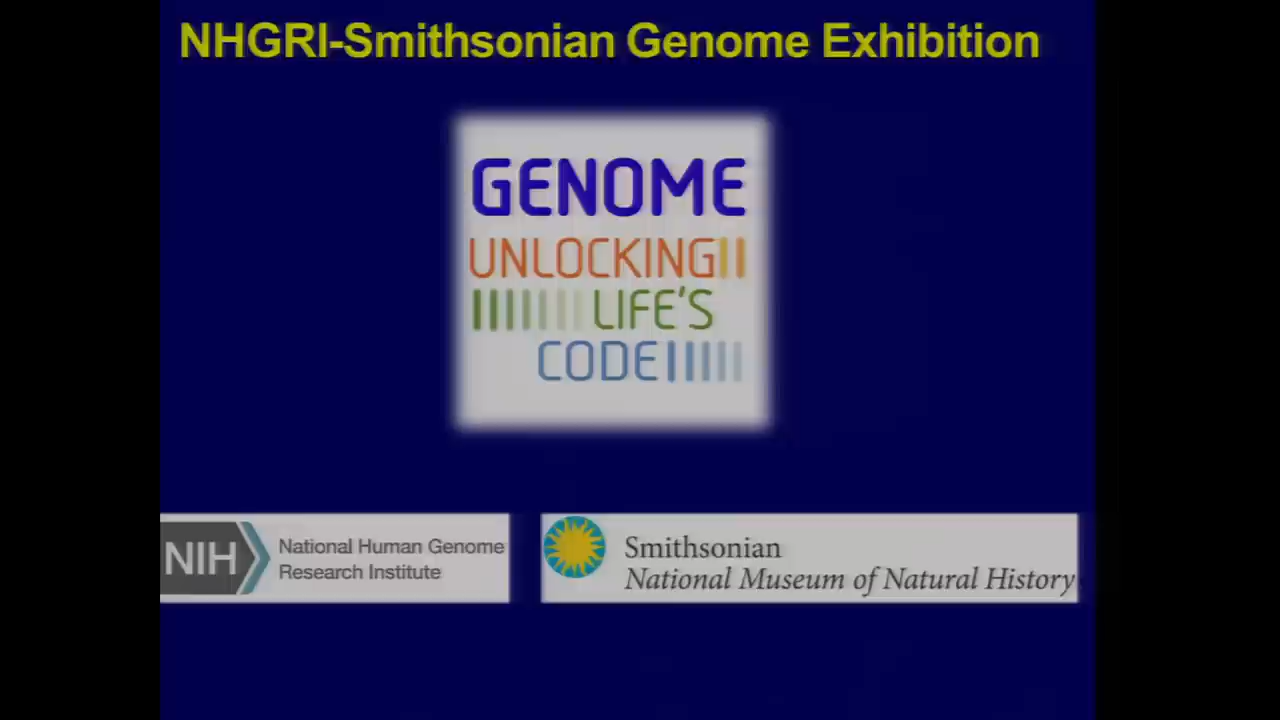 NHGRI-Smithsonian Genome Exhibition
GENOME
UNLOCKING
LIFE'S
CODE
NIH
National Human Genome
Research Institute
Smithsonian
National Museum of Natural History